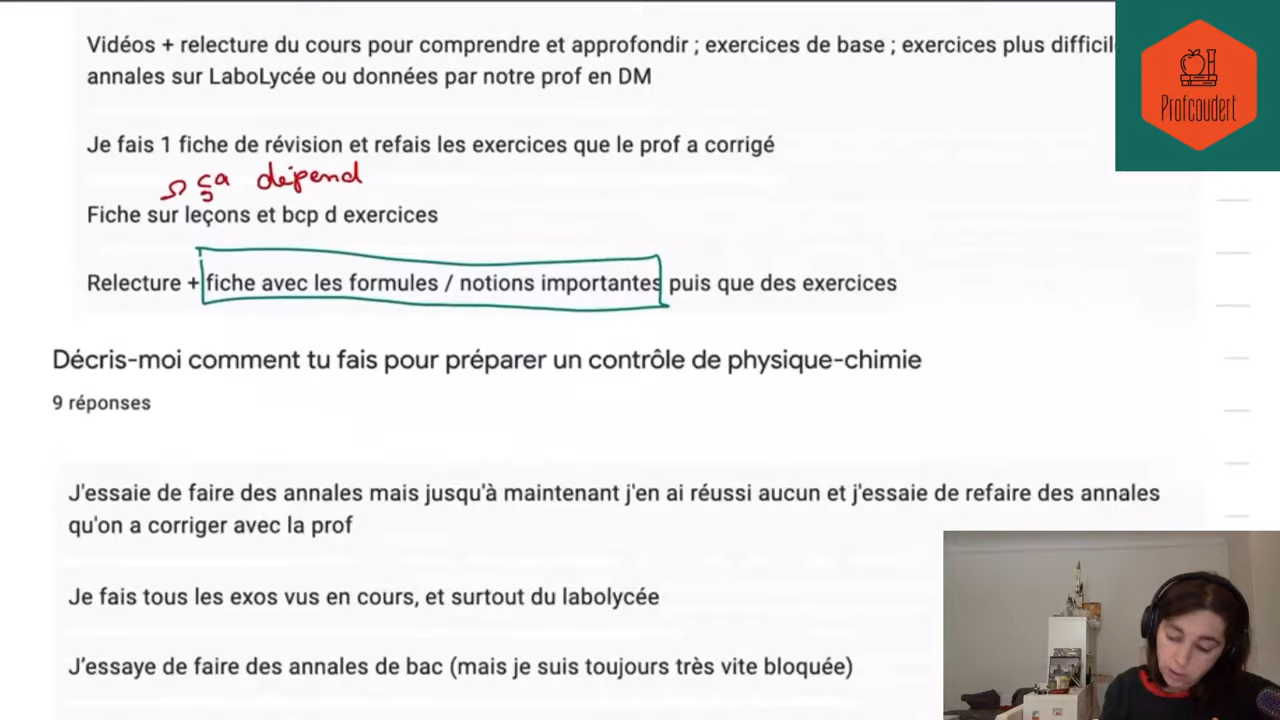 Vidéos + relecture du cours pour comprendre et approfondir ; exercices de base ; exercices plus
annales sur LaboLycée ou données par notre prof en DM
Profcoudert
Je fais 1 fiche de révision et refais les exercices que le prof a corrigé
ça dépend
Fiche sur leçons et bcp d exercices
Relecture + fiche avec les formules / notions importantes puis que des exercices
Décris-moi comment tu fais pour préparer un contrôle de physique-chimie
9 réponses
J'essaie de faire des annales mais jusqu'à maintenant j'en ai réussi aucun et j'essaie de refaire des annales
qu'on a corriger avec la prof
Je fais tous les exos vus en cours, et surtout du labolycée
J'essaye de faire des annales de bac (mais je suis toujours très vite bloquée)